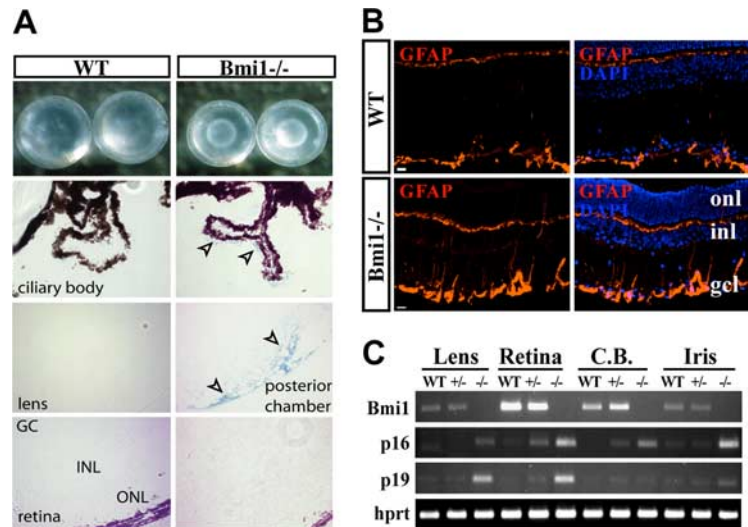 A
WT
Bmi1-/-
ciliary body
lens
posterior
chamber
GC
INL
ONL
retina
B
GFAP
GFAP
DAPI
WT
GFAP
GFAP
DAPI
onl
inl
gcl
Bmi1-/-
C
Lens Retina C.B. Iris
WT +/- -/- WT +/- -/- WT +/- -/- WT +/- -/-
Bmi1
p16
p19
hprt